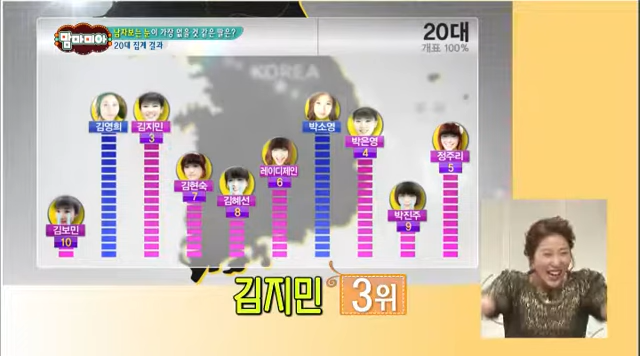 맘마미아
남자보는 눈이 가장 없을 것 같은 딸은?
20대 집계 결과
20대
개표 100%
KOREA
김영희
김지민
3
박소영
박은영
4
정주리
5
레이디제인
6
김현숙
7
김혜선
8
박진주
9
김보민
10
김지민 3위